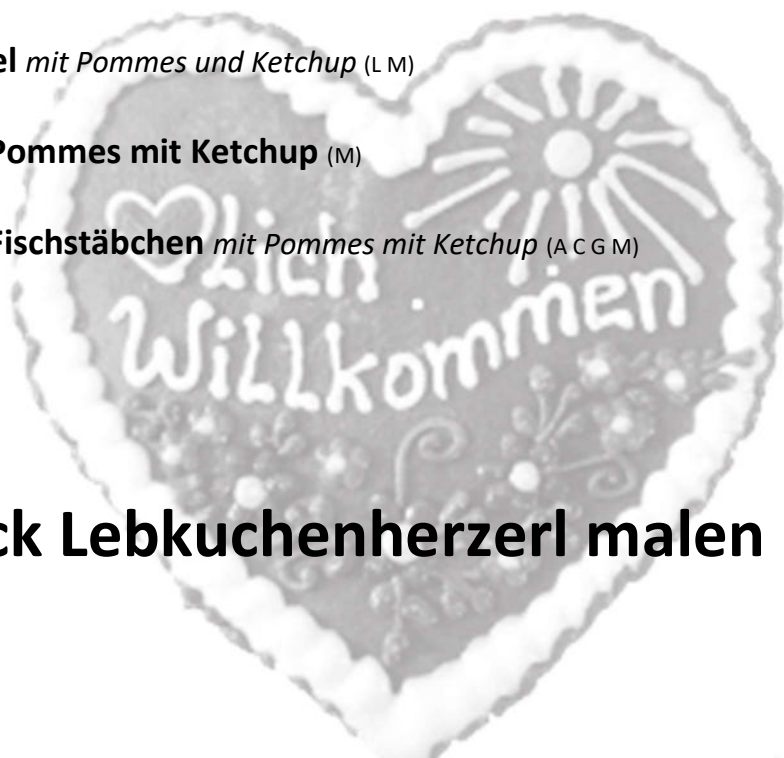 el mit Pommes und Ketchup (L M)
Pommes mit Ketchup (M)
Fischstäbchen mit Pommes mit Ketchup (A C G M)
lich
Willkommen
ck Lebkuchenherzerl malen